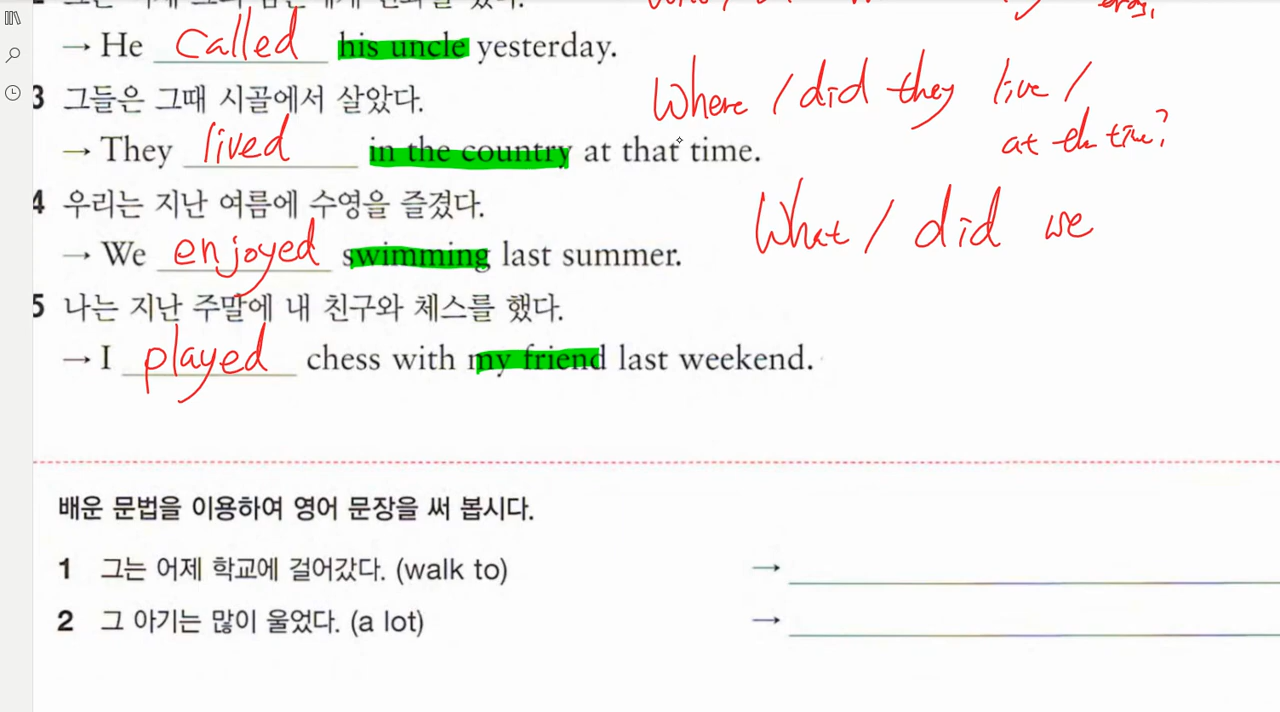 → He called his uncle yesterday.
3 그들은 그때 시골에서 살았다.
→ They lived in the country at that time.
Where / did they live /
at the time?
4 우리는 지난 여름에 수영을 즐겼다.
→ We enjoyed swimming last summer.
What / did we
5 나는 지난 주말에 내 친구와 체스를 했다.
→ I played chess with my friend last weekend.
배운 문법을 이용하여 영어 문장을 써 봅시다.
1 그는 어제 학교에 걸어갔다. (walk to) →
2 그 아기는 많이 울었다. (a lot) →